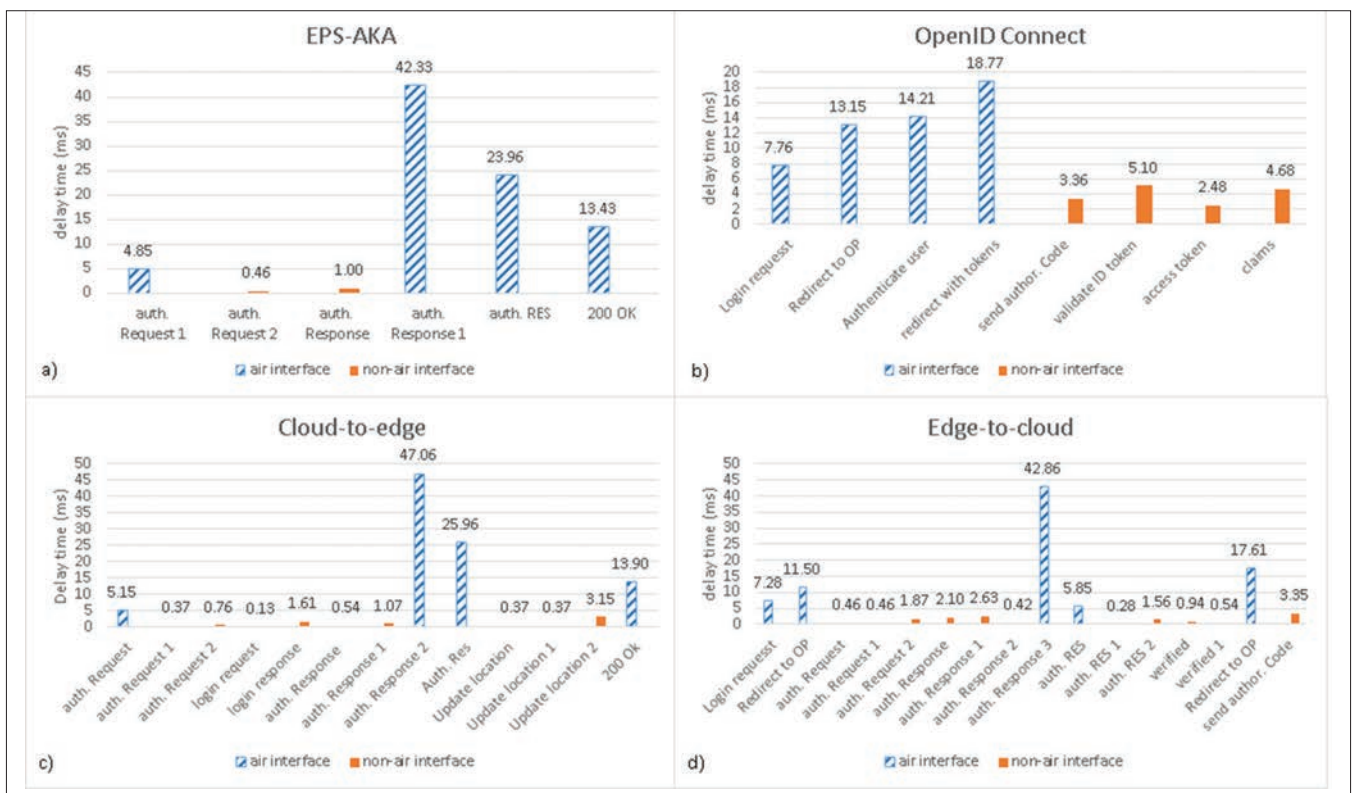 EPS-AKA
42.33
45
40
35
30
25
20
15
10
5
0
delay time (ms)
4.85
0.46
1.00
23.96
13.43
auth. Request 1
auth. Request 2
auth. Response
auth. Response 1
auth. RES
200 OK
air interface
non-air interface
a)
OpenID Connect
18.77
20
18
16
14
12
10
8
6
4
2
0
delay time (ms)
7.76
13.15
14.21
3.36
5.10
2.48
4.68
Login requesst
Redirect to OP
Authenticate user
redirect with tokens
send author. Code
validate ID token
access token
claims
air interface
non-air interface
b)
Cloud-to-edge
47.06
50
45
40
35
30
25
20
15
10
5
0
Delay time (ms)
5.15
0.37
0.76
0.13
1.61
0.54
1.07
25.96
0.37
0.37
3.15
13.90
auth. Request
auth. Request 1
auth. Request 2
login request
login response
auth. Response
auth. Response 1
auth. Response 2
Auth. Res
Update location
Update location 1
Update location 2
200 Ok
air interface
non-air interface
c)
Edge-to-cloud
42.86
50
45
40
35
30
25
20
15
10
5
0
delay time (ms)
7.28
11.50
0.46
0.46
1.87
2.10
2.63
0.42
5.85
0.28
1.56
0.94
0.54
17.61
3.35
Login requesst
Redirect to OP
auth. Request
auth. Request 1
auth. Request 2
auth. Response
auth. Response 1
auth. Response 2
auth. Response 3
auth. RES
auth. RES 1
auth. RES 2
verified
verified 1
Redirect to OP
send author. Code
air interface
non-air interface
d)